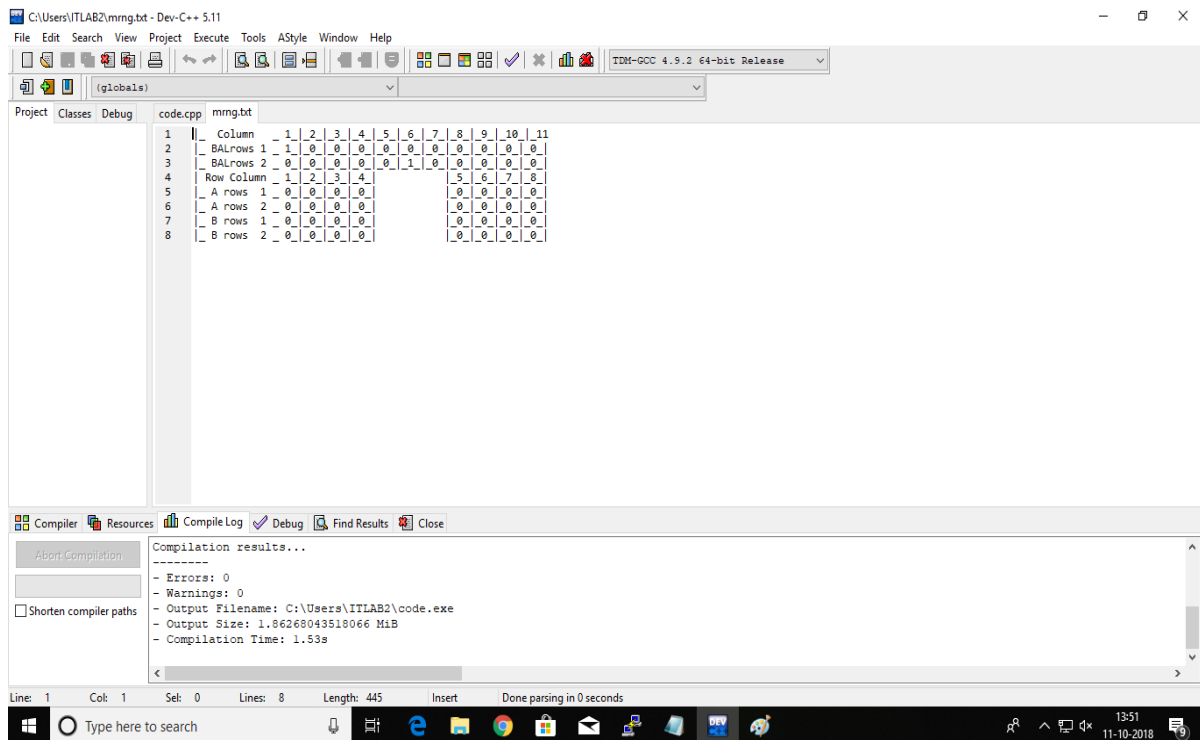 C:\Users\ITLAB2\mrng.txt - Dev-C++ 5.11
File Edit Search View Project Execute Tools AStyle Window Help
TDM-GCC 4.9.2 64-bit Release
(globals)
Project Classes Debug code.cpp mrng.txt
1 |_ Column _ 1_|_2_|_3_|_4_|_5_|_6_|_7_|_8_|_9_|_10_|_11
2 |_ BALrows 1 _ 1_|_0_|_0_|_0_|_0_|_0_|_0_|_0_|_0_|_0_|_0_|
3 |_ BALrows 2 _ 0_|_0_|_0_|_0_|_0_|_1_|_0_|_0_|_0_|_0_|_0_|
4 | Row Column _ 1_|_2_|_3_|_4_| |_5_|_6_|_7_|_8_|
5 |_ A rows 1 _ 0_|_0_|_0_|_0_| |_0_|_0_|_0_|_0_|
6 |_ A rows 2 _ 0_|_0_|_0_|_0_| |_0_|_0_|_0_|_0_|
7 |_ B rows 1 _ 0_|_0_|_0_|_0_| |_0_|_0_|_0_|_0_|
8 |_ B rows 2 _ 0_|_0_|_0_|_0_| |_0_|_0_|_0_|_0_|
Compiler Resources Compile Log Debug Find Results Close
Abort Compilation
Shorten compiler paths
Compilation results...
--------
- Errors: 0
- Warnings: 0
- Output Filename: C:\Users\ITLAB2\code.exe
- Output Size: 1.86268043518066 MiB
- Compilation Time: 1.53s
Line: 1 Col: 1 Sel: 0 Lines: 8 Length: 445 Insert Done parsing in 0 seconds
Type here to search
DEV
13:51
11-10-2018
9